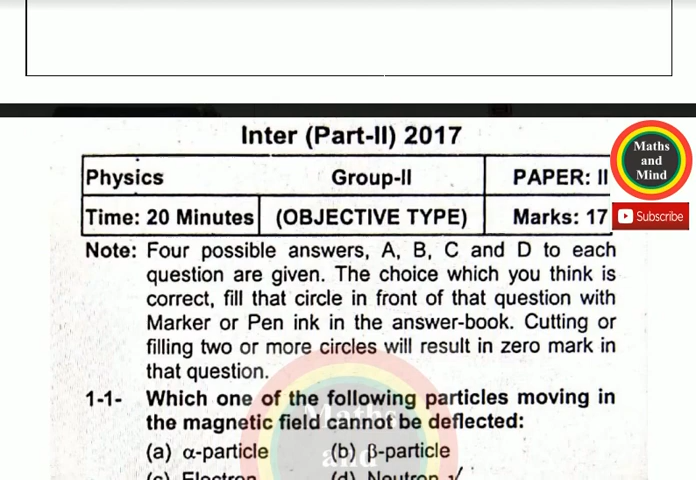 Inter (Part-II) 2017
Physics Group-II PAPER: II
Time: 20 Minutes (OBJECTIVE TYPE) Marks: 17
Maths
and
Mind
Subscribe
Note: Four possible answers, A, B, C and D to each
question are given. The choice which you think is
correct, fill that circle in front of that question with
Marker or Pen ink in the answer-book. Cutting or
filling two or more circles will result in zero mark in
that question.
1-1- Which one of the following particles moving in
the magnetic field cannot be deflected:
(a) α-particle (b) β-particle
(c) Electron (d) Neutron √
Maths
and